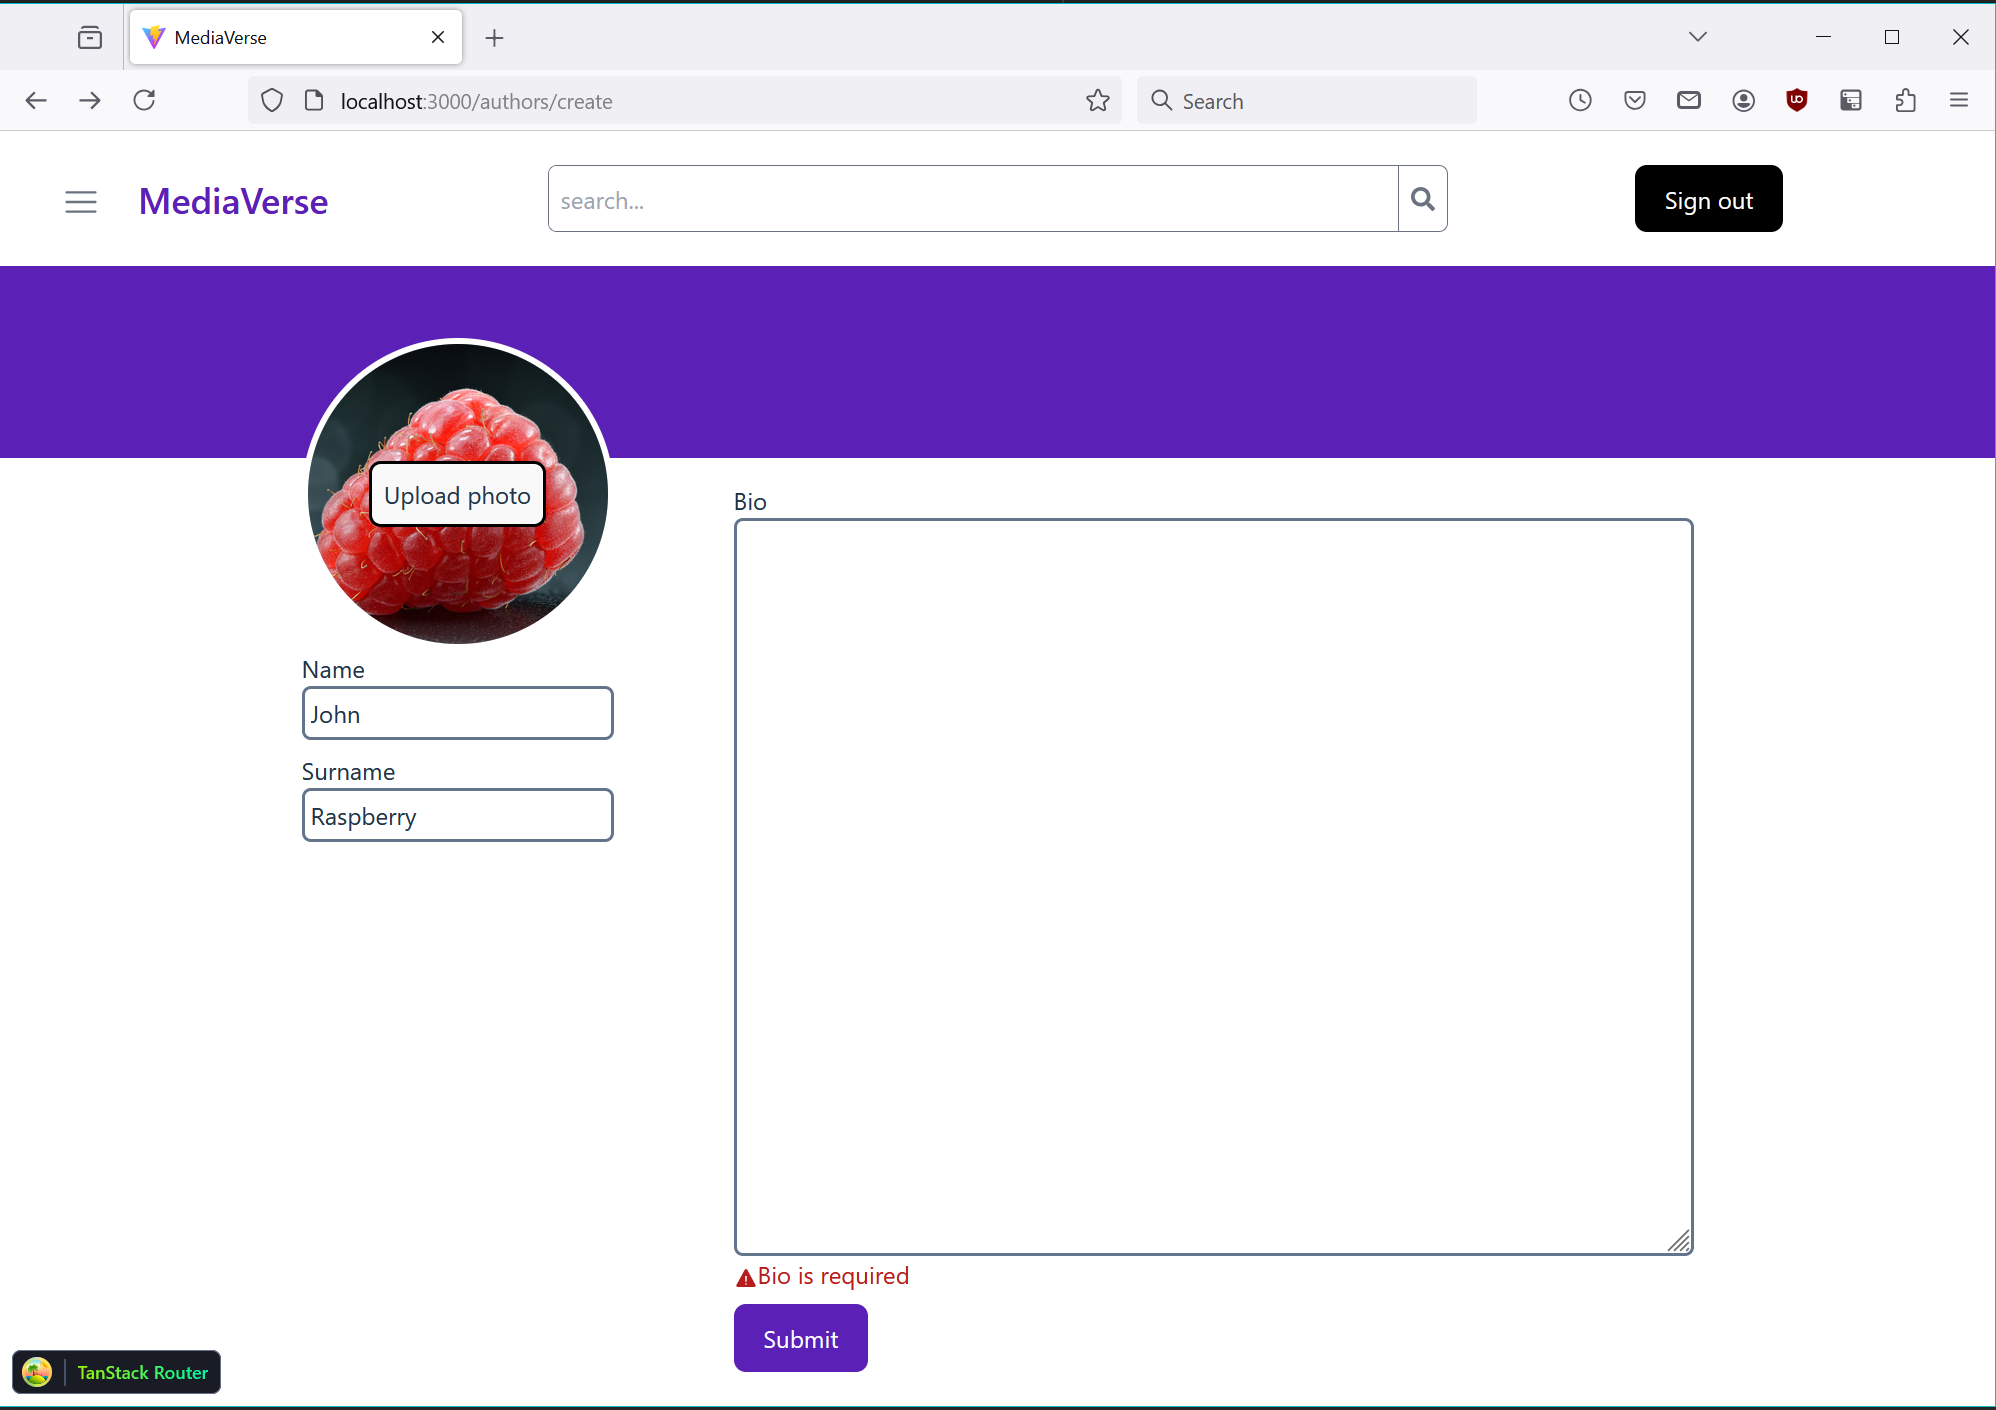 MediaVerse
localhost:3000/authors/create
Search
MediaVerse
search...
Sign out
Upload photo
Bio
Name
John
Surname
Raspberry
Bio is required
Submit
TanStack Router